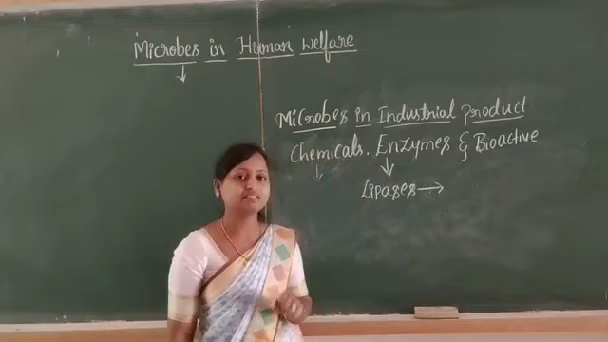 Microbes in Human welfare
Microbes in Industrial product
Chemicals. Enzymes & Bioactive
Lipases→